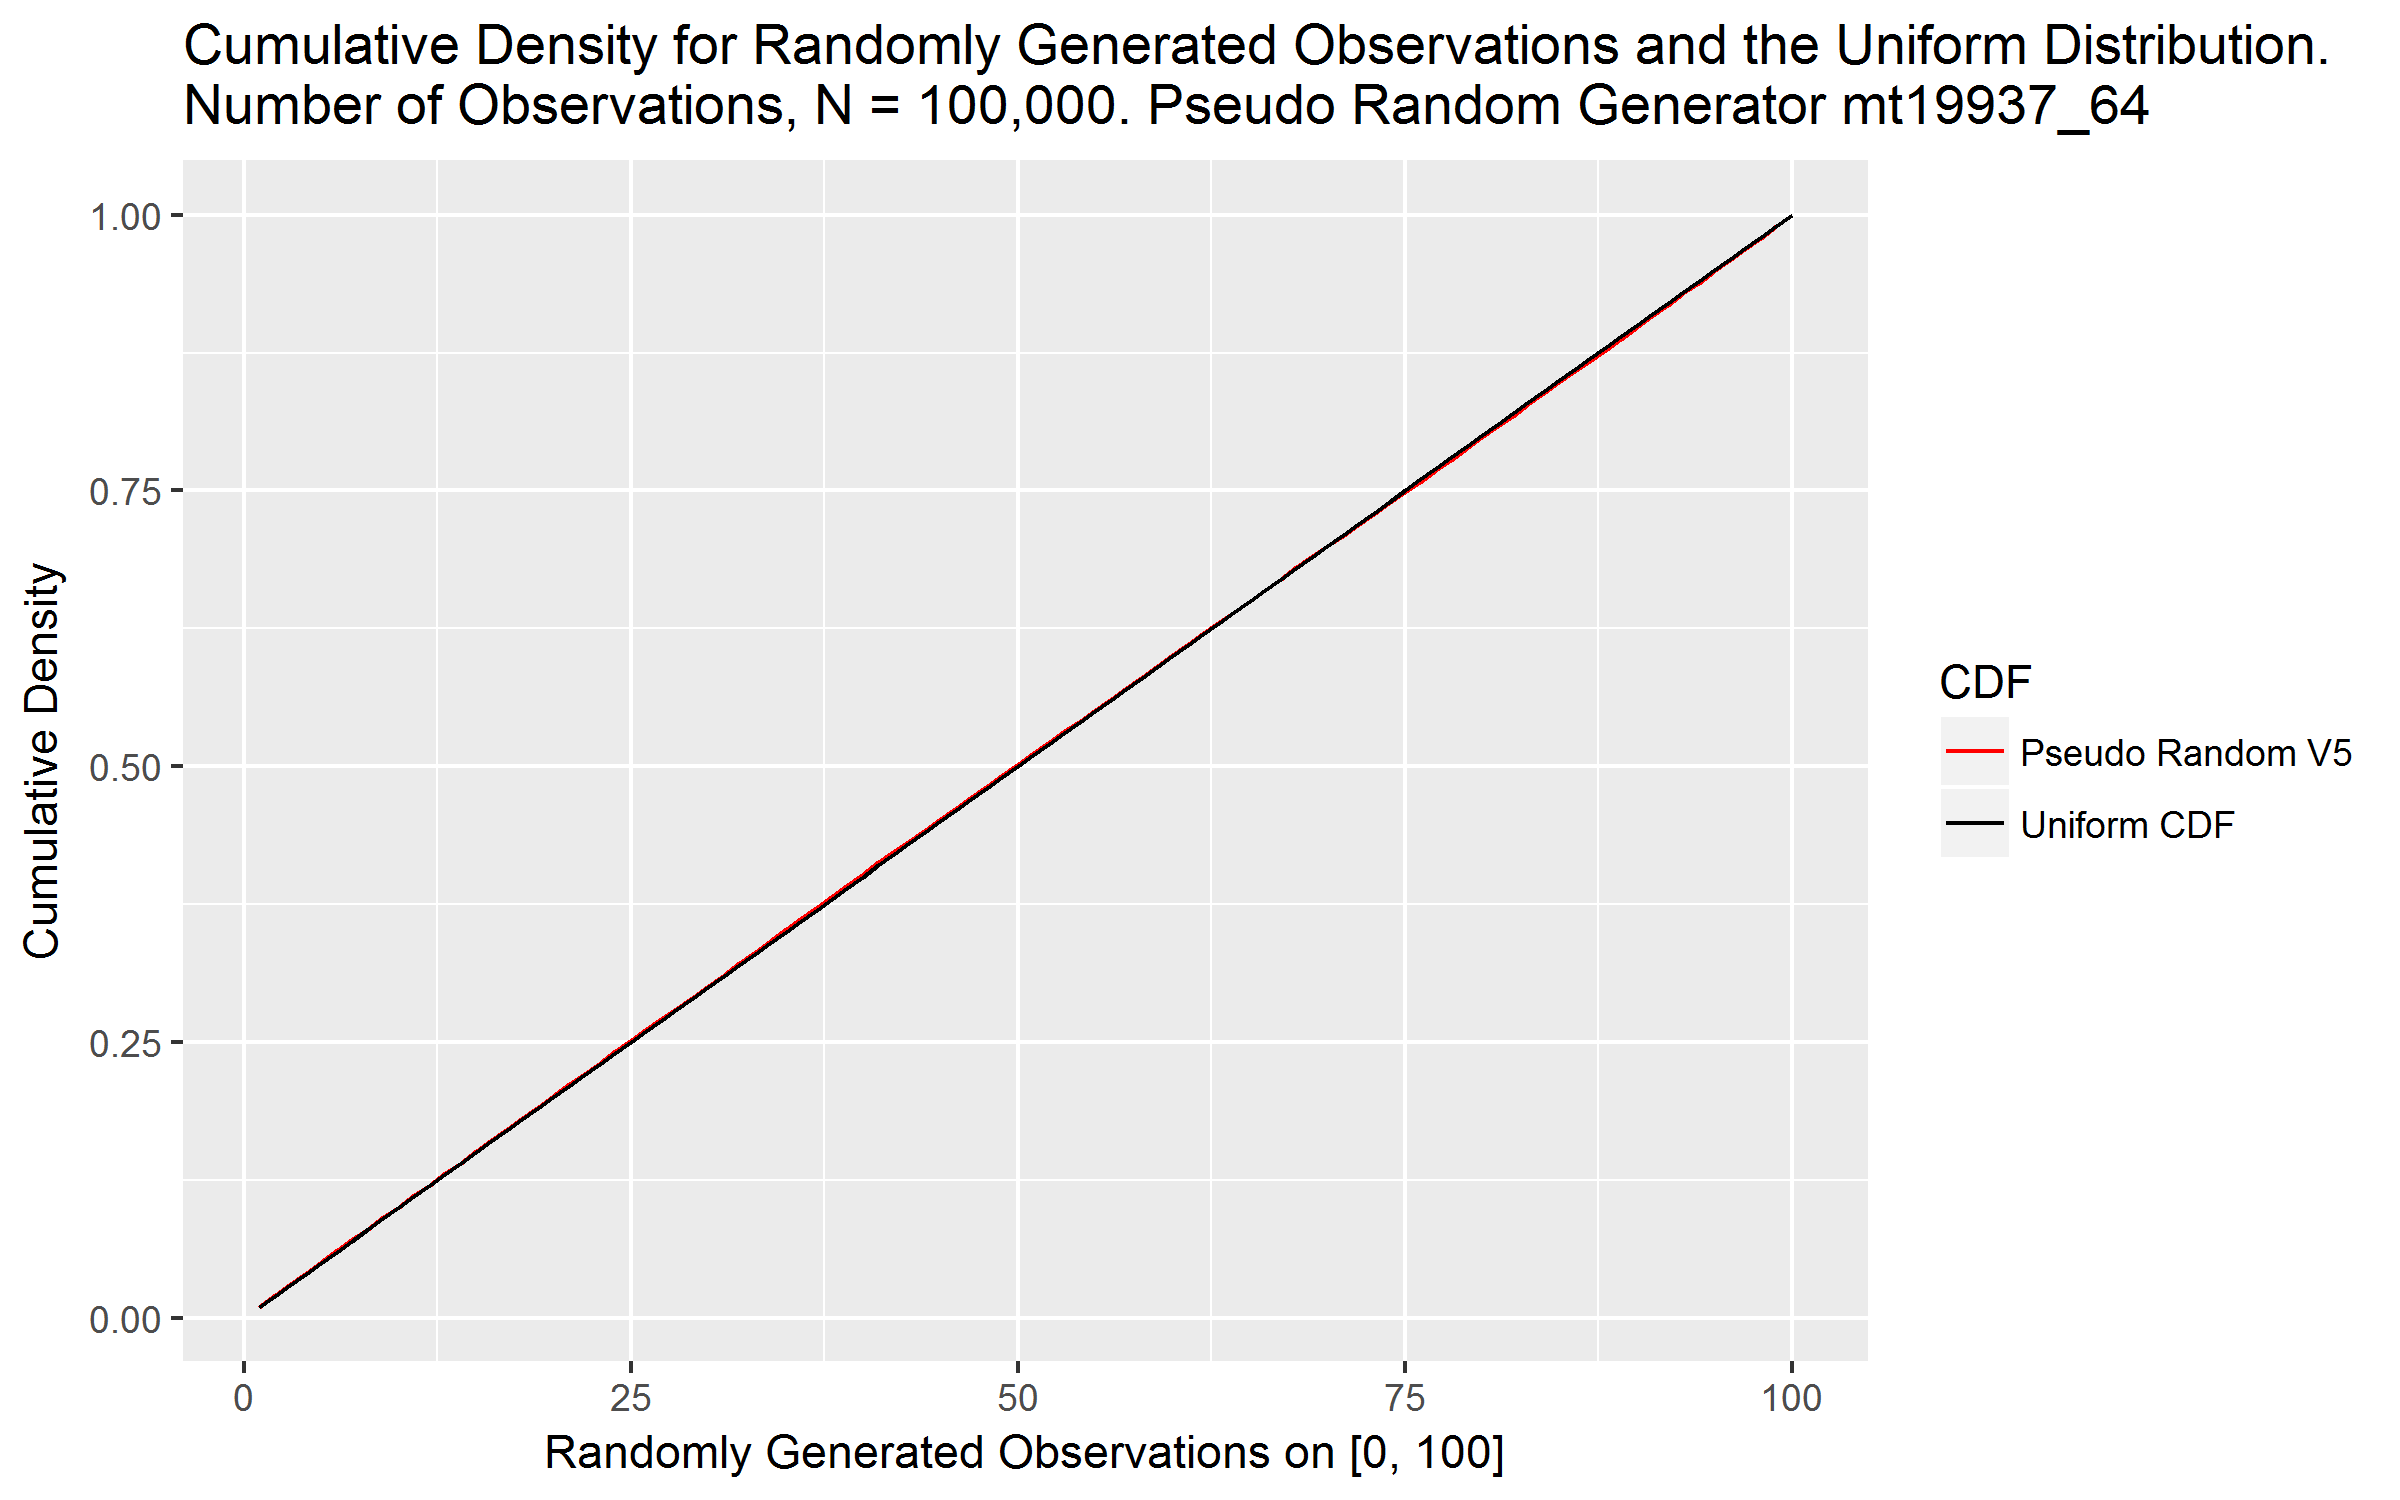 Cumulative Density for Randomly Generated Observations and the Uniform Distribution.
Number of Observations, N = 100,000. Pseudo Random Generator mt19937_64
1.00
0.75
0.50
0.25
0.00
Cumulative Density
0
25
50
75
100
Randomly Generated Observations on [0, 100]
CDF
Pseudo Random V5
Uniform CDF